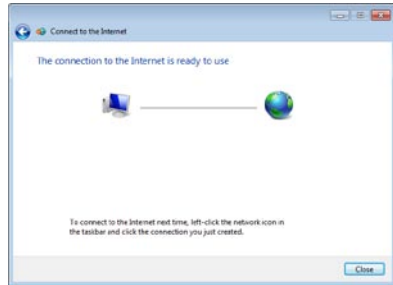 Connect to the Internet
The connection to the Internet is ready to use
To connect to the Internet next time, left-click the network icon in
the taskbar and click the connection you just created.
Close